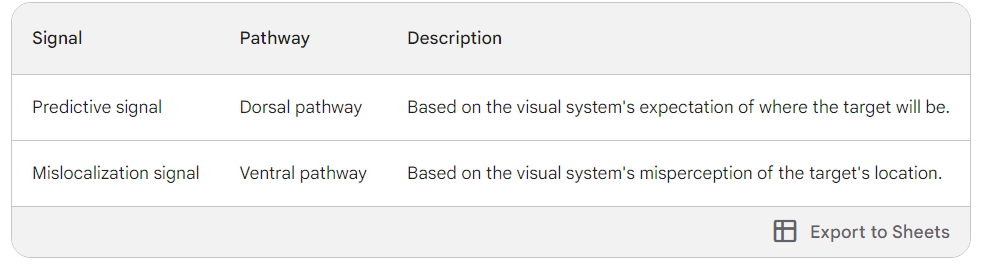 Signal Pathway Description
Predictive signal Dorsal pathway Based on the visual system's expectation of where the target will be.
Mislocalization signal Ventral pathway Based on the visual system's misperception of the target's location.
Export to Sheets